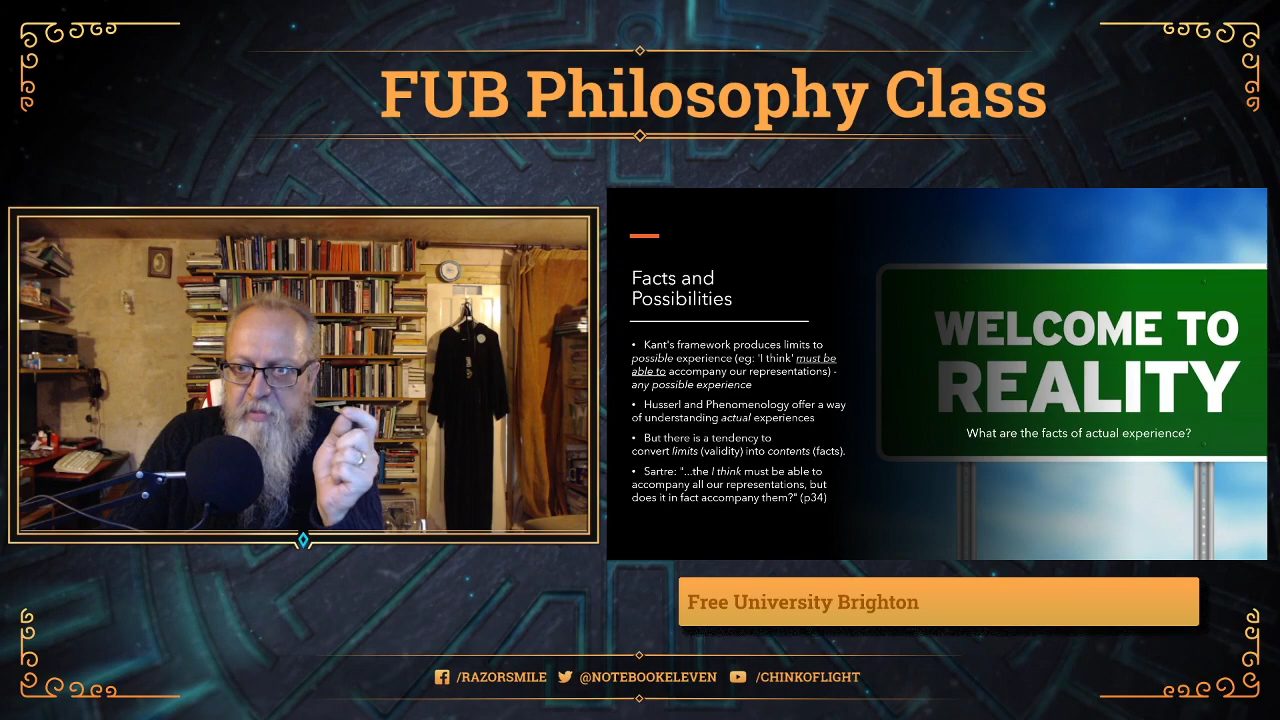 FUB Philosophy Class
Facts and
Possibilities
• Kant's framework produces limits to
possible experience (eg: 'I think' must be
able to accompany our representations) -
any possible experience
• Husserl and Phenomenology offer a way
of understanding actual experiences
• But there is a tendency to
convert limits (validity) into contents (facts).
• Sartre: "...the I think must be able to
accompany all our representations, but
does it in fact accompany them?" (p34)
WELCOME TO
REALITY
What are the facts of actual experience?
Free University Brighton
/RAZORSMILE @NOTEBOOKELEVEN /CHINKOFLIGHT